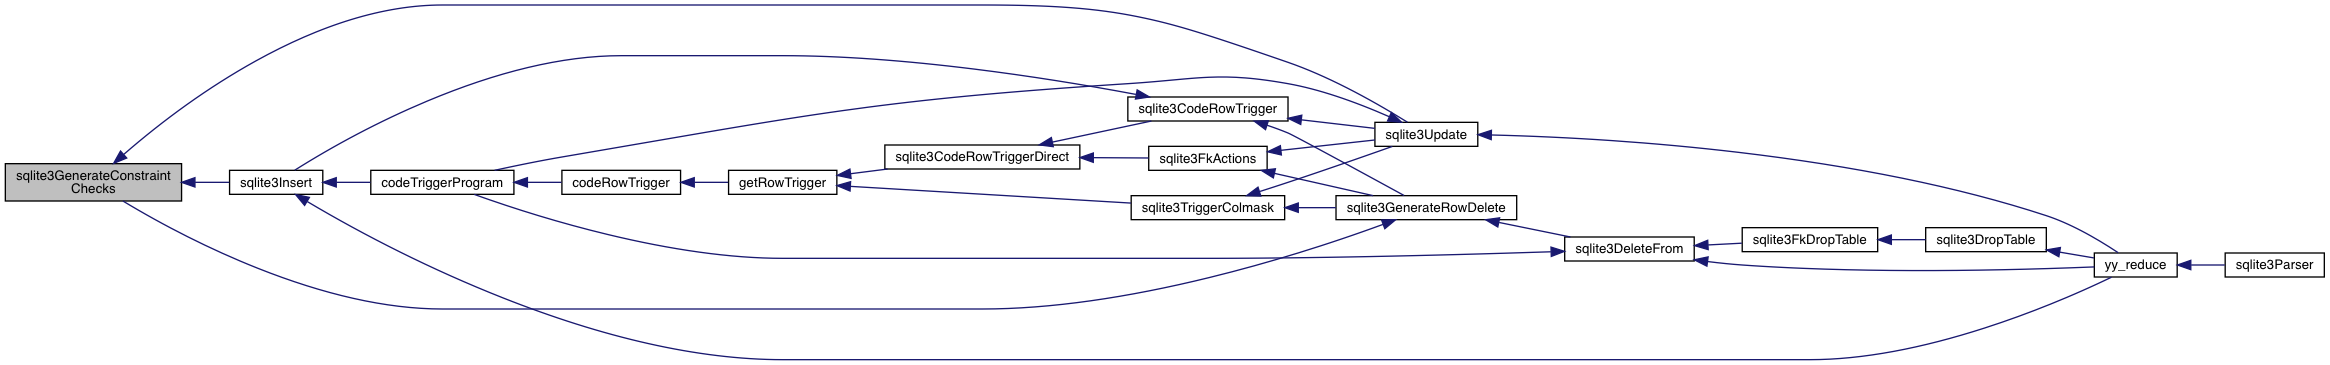 sqlite3GenerateConstraint
Checks
sqlite3Insert
codeTriggerProgram
codeRowTrigger
getRowTrigger
sqlite3CodeRowTriggerDirect
sqlite3CodeRowTrigger
sqlite3FkActions
sqlite3TriggerColmask
sqlite3Update
sqlite3GenerateRowDelete
sqlite3DeleteFrom
sqlite3FkDropTable
sqlite3DropTable
yy_reduce
sqlite3Parser